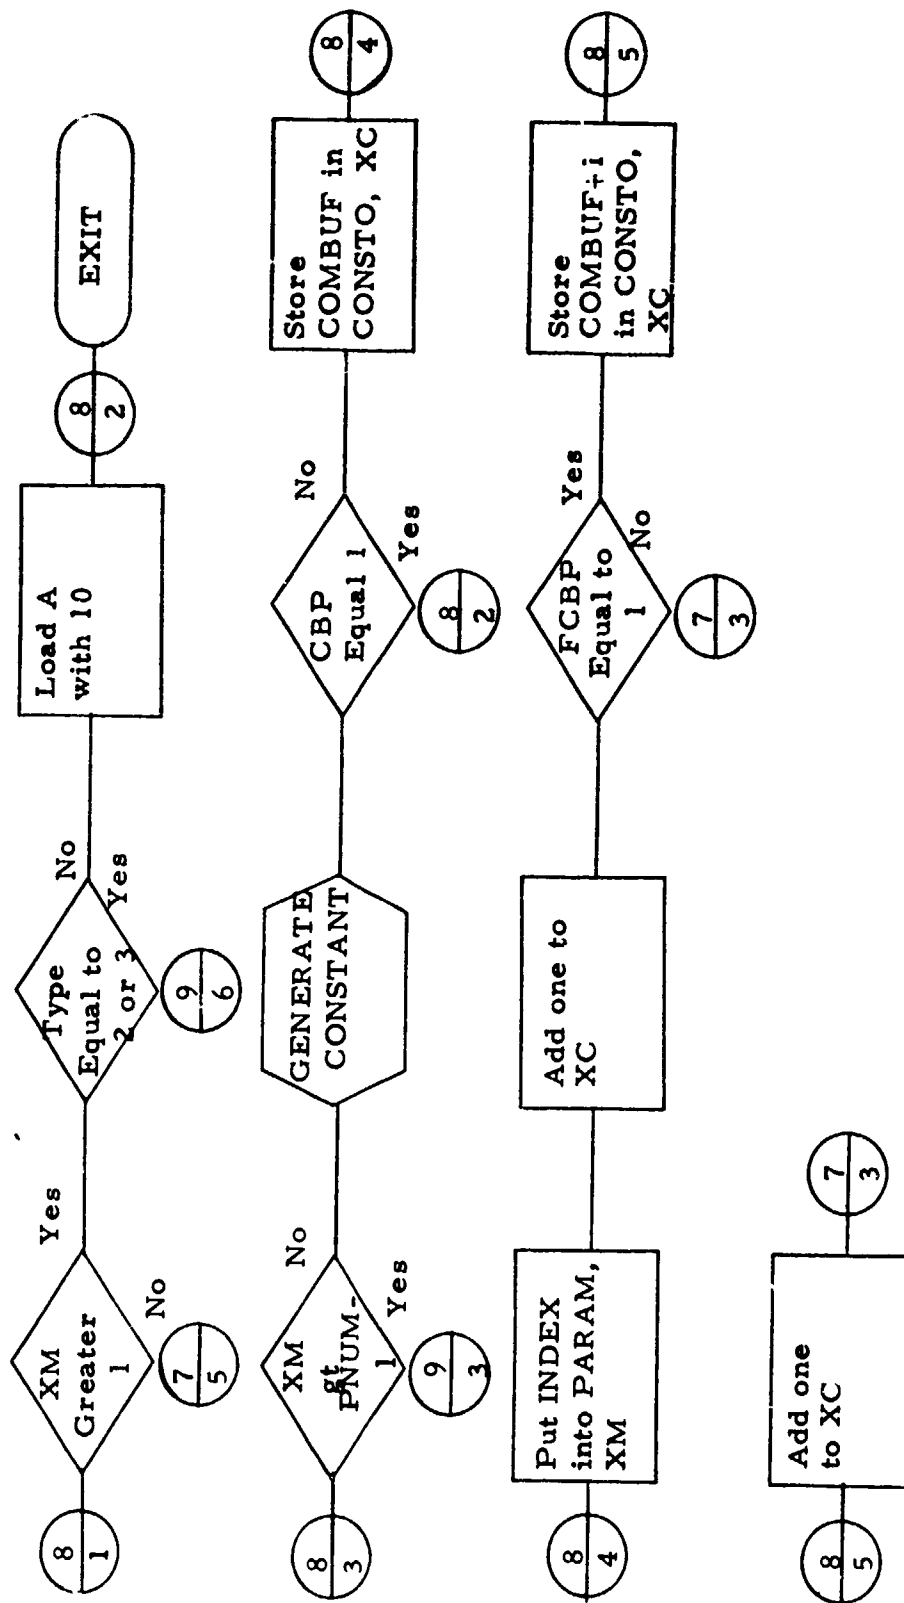 8
1
XM
Greater
1
Yes
No
7
5
Type
Equal to
2 or 3
No
Yes
9
6
Load A
with 10
8
2
EXIT
8
3
XM
gt
PNUM-
1
No
Yes
9
3
GENERATE
CONSTANT
CBP
Equal 1
No
Yes
8
2
Store
COMBUF in
CONSTO, XC
8
4
8
4
Put INDEX
into PARAM,
XM
Add one to
XC
FCBP
Equal to
1
Yes
No
7
3
Store
COMBUF+i
in CONSTO,
XC
8
5
8
5
Add one
to XC
7
3